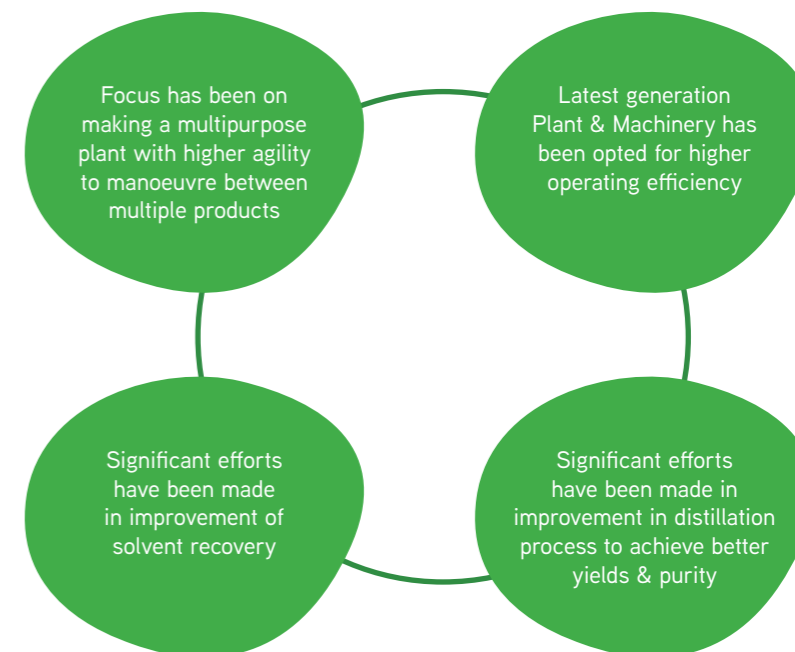 Focus has been on
making a multipurpose
plant with higher agility
to manoeuvre between
multiple products
Latest generation
Plant & Machinery has
been opted for higher
operating efficiency
Significant efforts
have been made
in improvement of
solvent recovery
Significant efforts
have been made in
improvement in distillation
process to achieve better
yields & purity